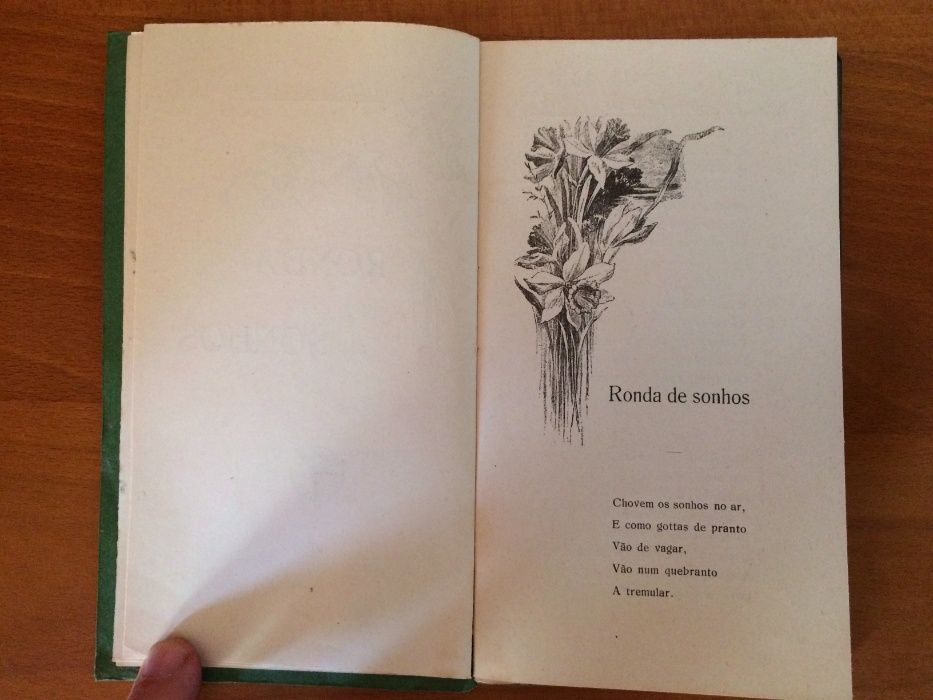 Ronda de sonhos
Chovem os sonhos no ar,
E como gottas de pranto
Vão de vagar,
Vão num quebranto
A tremular.